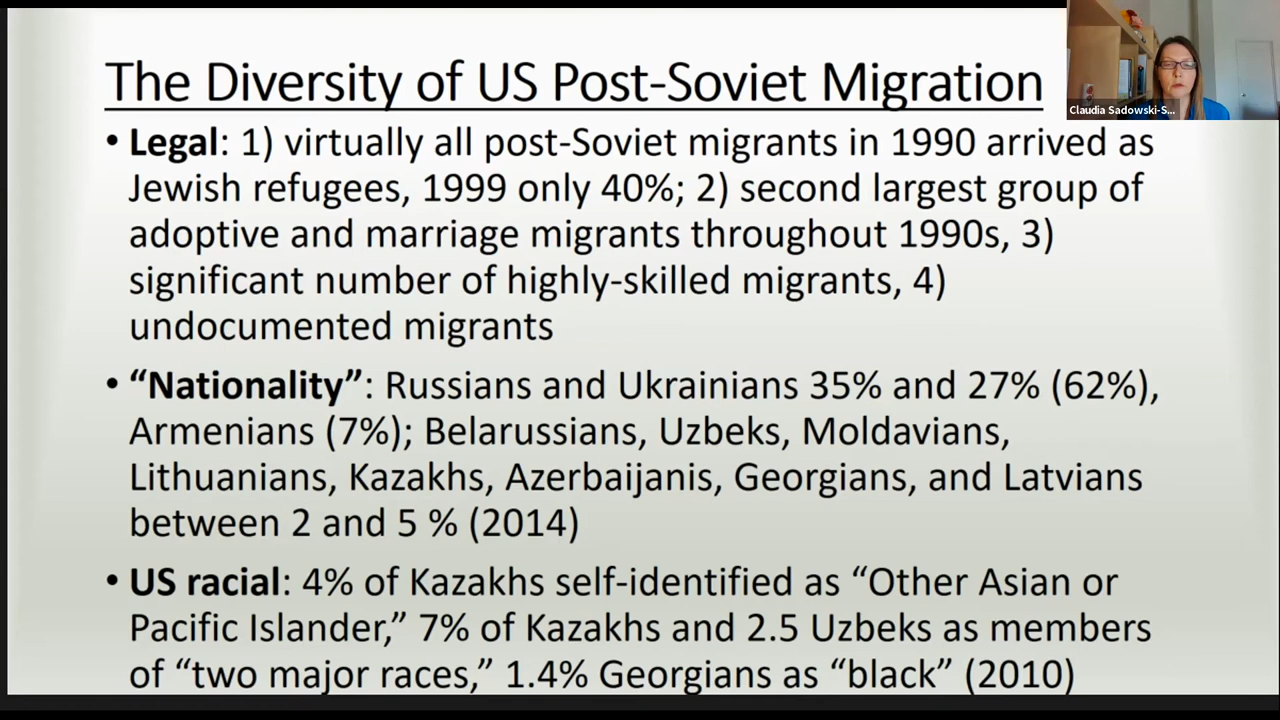 The Diversity of US Post-Soviet Migration
Claudia Sadowski-S...
• Legal: 1) virtually all post-Soviet migrants in 1990 arrived as
Jewish refugees, 1999 only 40%; 2) second largest group of
adoptive and marriage migrants throughout 1990s, 3)
significant number of highly-skilled migrants, 4)
undocumented migrants
• “Nationality”: Russians and Ukrainians 35% and 27% (62%),
Armenians (7%); Belarussians, Uzbeks, Moldavians,
Lithuanians, Kazakhs, Azerbaijanis, Georgians, and Latvians
between 2 and 5 % (2014)
• US racial: 4% of Kazakhs self-identified as “Other Asian or
Pacific Islander,” 7% of Kazakhs and 2.5 Uzbeks as members
of “two major races,” 1.4% Georgians as “black” (2010)